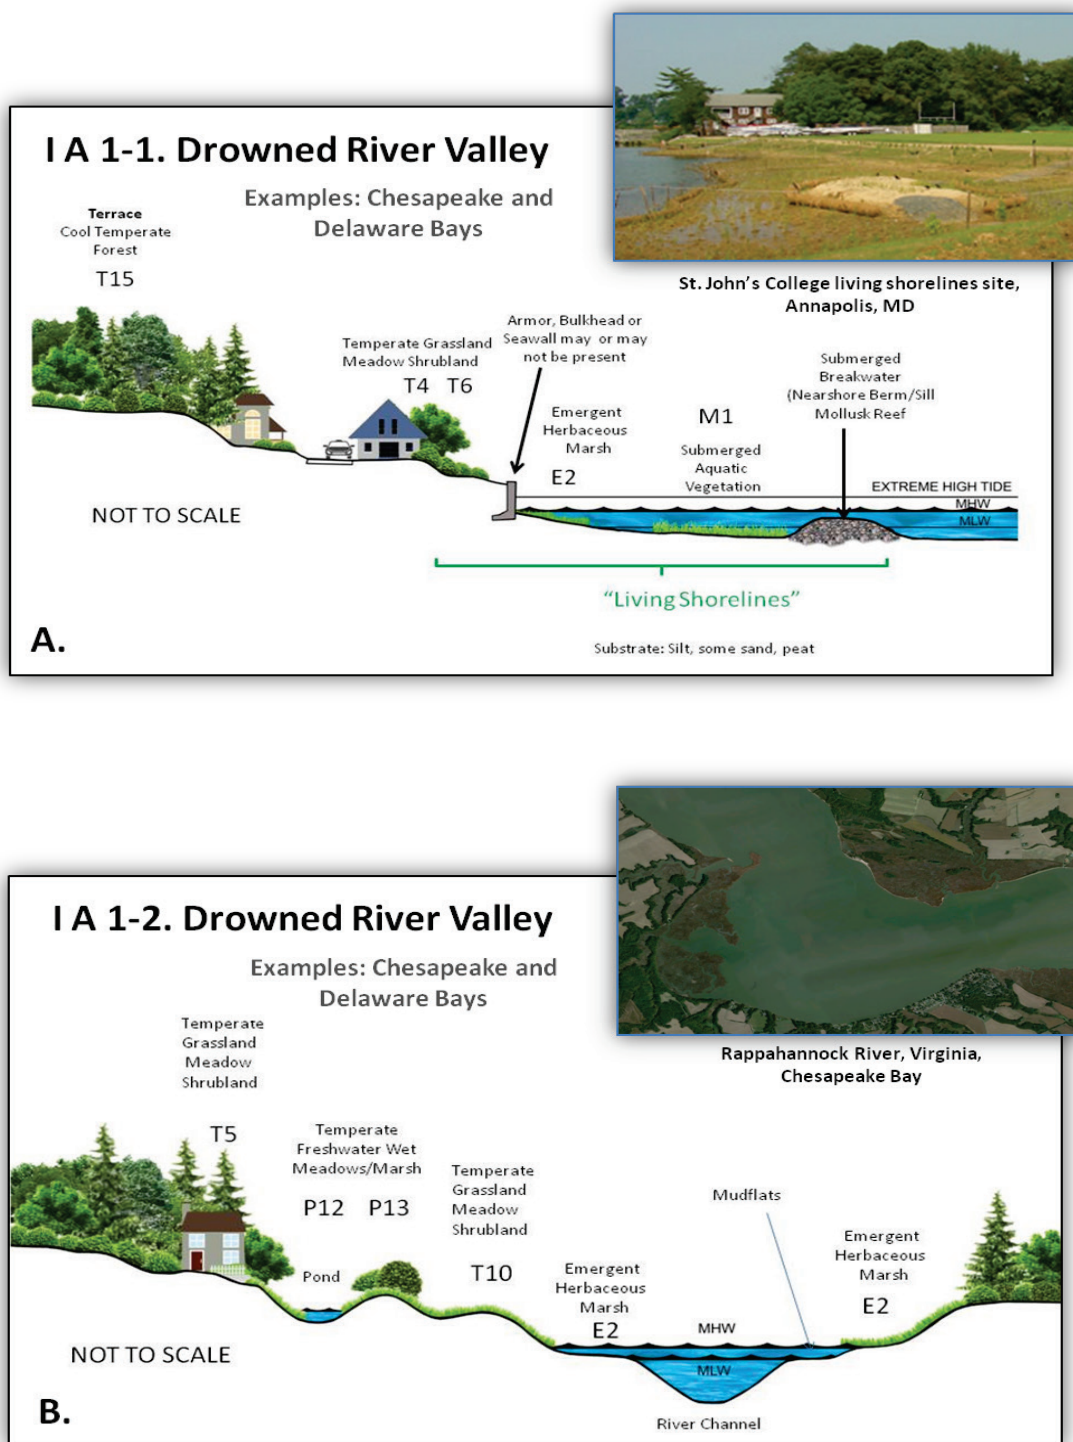 I A 1-1. Drowned River Valley
Examples: Chesapeake and
Delaware Bays
St. John's College living shorelines site,
Annapolis, MD
Terrace
Cool Temperate
Forest
T15
Temperate Grassland
Meadow Shrubland
T4 T6
Armor, Bulkhead or
Seawall may or may
not be present
Emergent
Herbaceous
Marsh
E2
M1
Submerged
Aquatic
Vegetation
Submerged
Breakwater
(Nearshore Berm/Sill
Mollusk Reef
EXTREME HIGH TIDE
MHW
MLW
NOT TO SCALE
“Living Shorelines”
Substrate: Silt, some sand, peat
A.
I A 1-2. Drowned River Valley
Examples: Chesapeake and
Delaware Bays
Rappahannock River, Virginia,
Chesapeake Bay
Temperate
Grassland
Meadow
Shrubland
T5
Temperate
Freshwater Wet
Meadows/Marsh
P12 P13
Pond
Temperate
Grassland
Meadow
Shrubland
T10
Emergent
Herbaceous
Marsh
E2
Mudflats
MHW
MLW
Emergent
Herbaceous
Marsh
E2
NOT TO SCALE
River Channel
B.